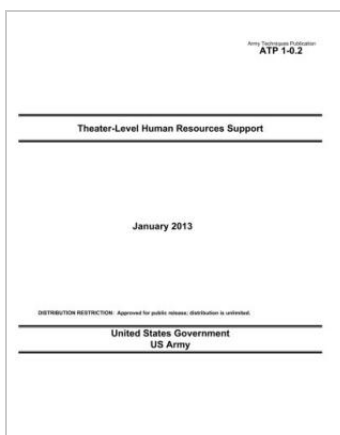 Army Techniques Publication
ATP 1-0.2
Theater-Level Human Resources Support
January 2013
DISTRIBUTION RESTRICTION: Approved for public release; distribution is unlimited.
United States Government
US Army